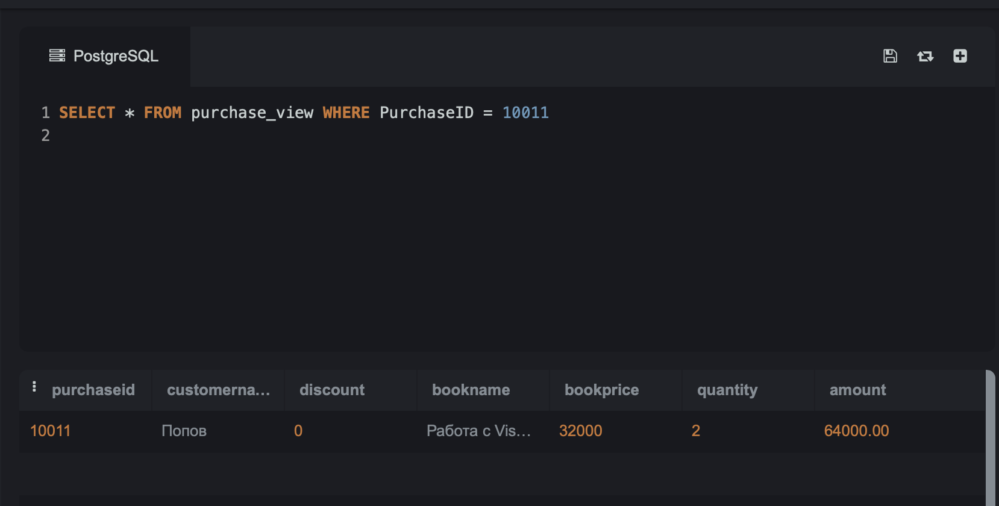 PostgreSQL
1 SELECT * FROM purchase_view WHERE PurchaseID = 10011
2
purchaseid customerna... discount bookname bookprice quantity amount
10011 Попов 0 Работа с Vis... 32000 2 64000.00